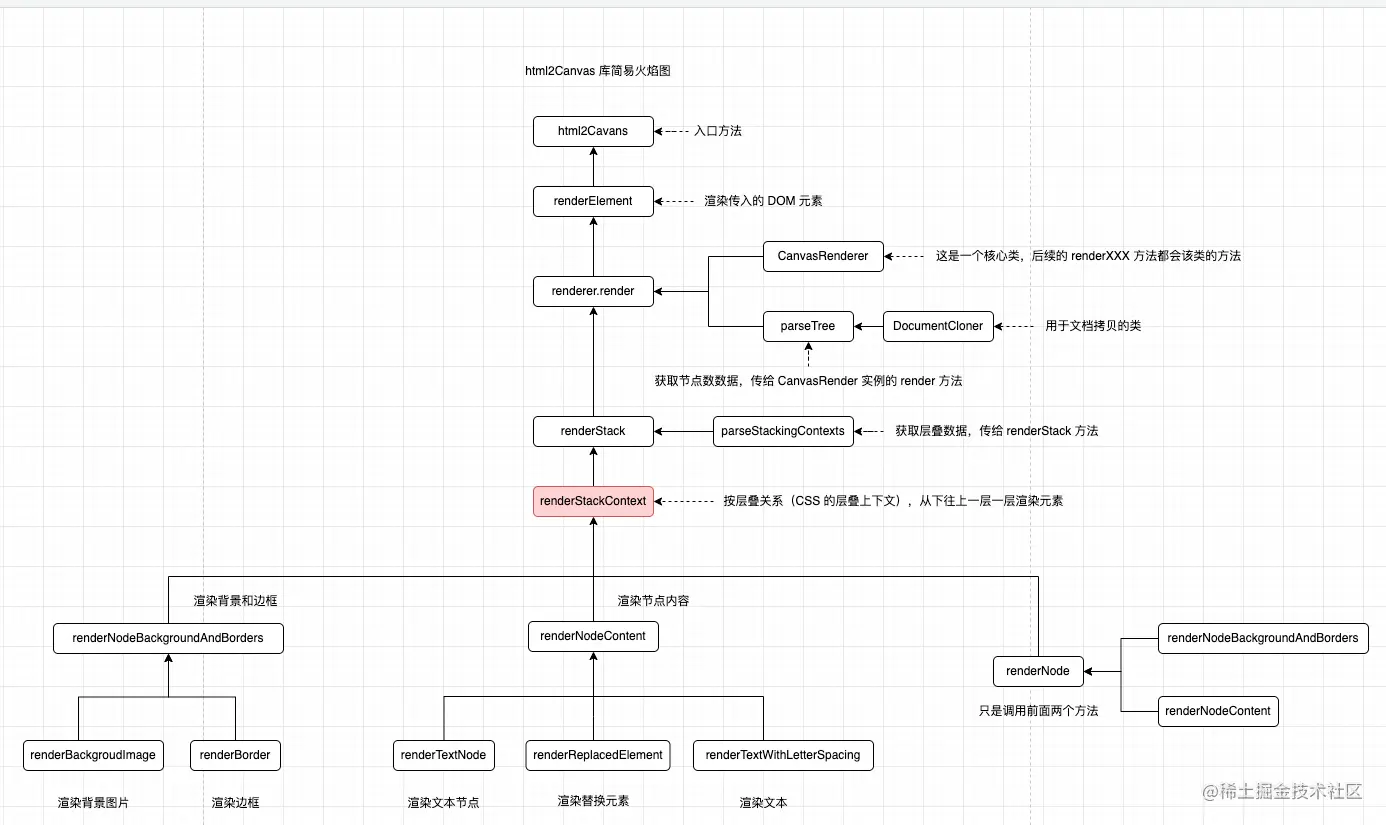 html2Canvas 库简易火焰图
html2Cavans
入口方法
renderElement
渲染传入的 DOM 元素
CanvasRenderer
这是一个核心类，后续的 renderXXX 方法都会该类的方法
renderer.render
parseTree
DocumentCloner
用于文档拷贝的类
获取节点数数据，传给 CanvasRender 实例的 render 方法
renderStack
parseStackingContexts
获取层叠数据，传给 renderStack 方法
renderStackContext
按层叠关系（CSS 的层叠上下文），从下往上一层一层渲染元素
渲染背景和边框
渲染节点内容
renderNodeBackgroundAndBorders
renderNodeContent
renderNodeBackgroundAndBorders
renderNode
只是调用前面两个方法
renderNodeContent
renderBackgroudImage
renderBorder
renderTextNode
renderReplacedElement
renderTextWithLetterSpacing
渲染背景图片
渲染边框
渲染文本节点
渲染替换元素
渲染文本
@稀土掘金技术社区